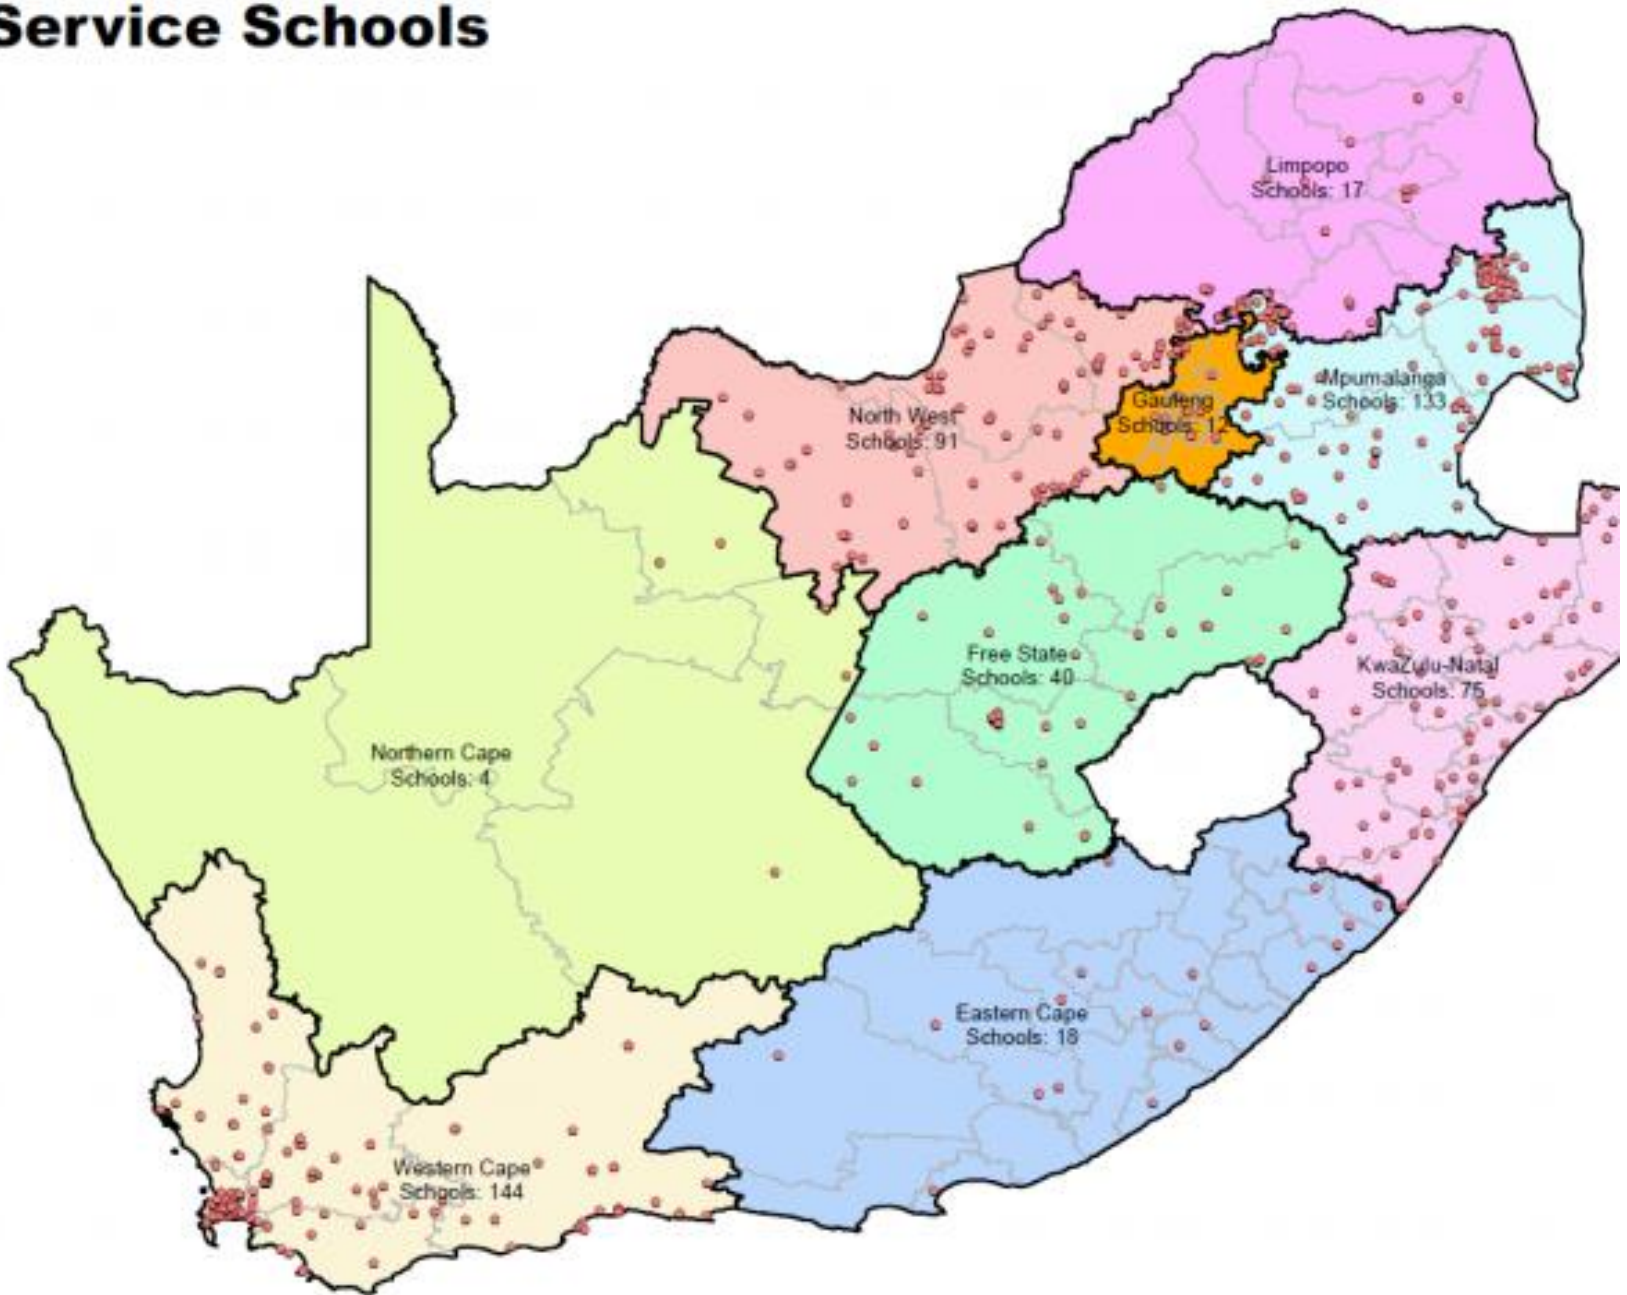 Service Schools
Limpopo
Schools: 17
Mpumalanga
Schools: 133
Gauteng
Schools: 12
North West
Schools: 91
Free State
Schools: 40
KwaZulu-Natal
Schools: 75
Northern Cape
Schools: 4
Eastern Cape
Schools: 18
Western Cape
Schools: 144